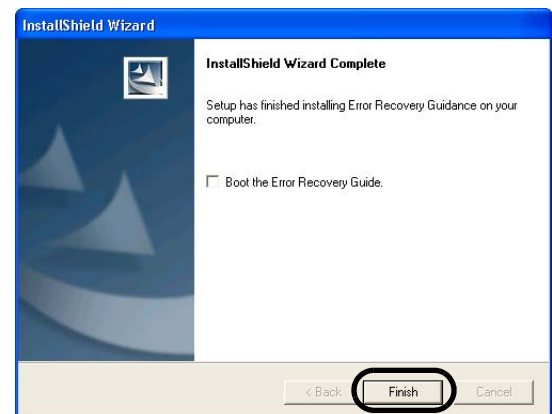 InstallShield Wizard
InstallShield Wizard Complete
Setup has finished installing Error Recovery Guidance on your
computer.
Boot the Error Recovery Guide.
< Back
Finish
Cancel